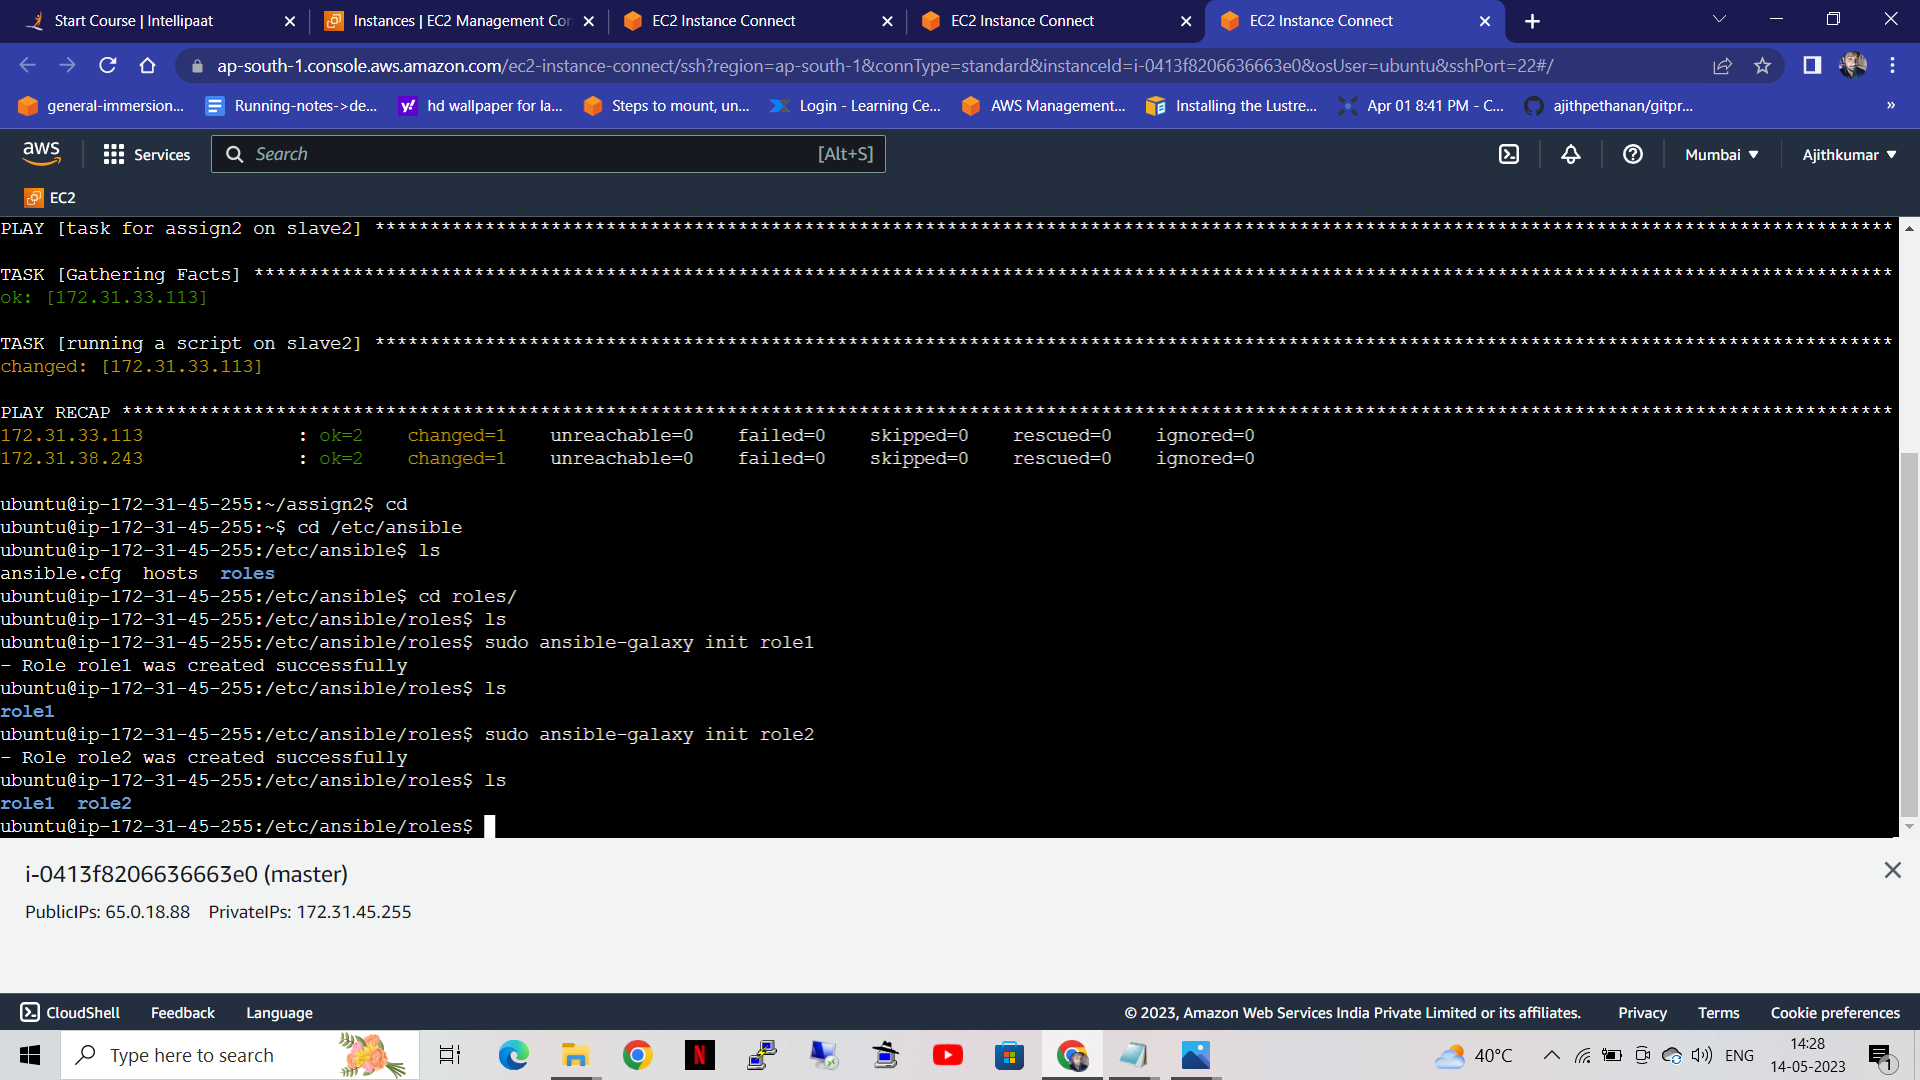 Start Course | Intellipaat
Instances | EC2 Management Con
EC2 Instance Connect
EC2 Instance Connect
EC2 Instance Connect
ap-south-1.console.aws.amazon.com/ec2-instance-connect/ssh?region=ap-south-1&connType=standard&instanceId=i-0413f8206636663e0&osUser=ubuntu&sshPort=22#/
general-immersion...
Running-notes->de...
hd wallpaper for la...
Steps to mount, un...
Login - Learning Ce...
AWS Management...
Installing the Lustre...
Apr 01 8:41 PM - C...
ajithpethanan/gitpr...
»
aws
Services
Search [Alt+S]
Mumbai
Ajithkumar
EC2
PLAY [task for assign2 on slave2] ******************************************************************************************************************************************
TASK [Gathering Facts] *****************************************************************************************************************************************************
ok: [172.31.33.113]
TASK [running a script on slave2] ******************************************************************************************************************************************
changed: [172.31.33.113]
PLAY RECAP *****************************************************************************************************************************************************************
172.31.33.113 : ok=2 changed=1 unreachable=0 failed=0 skipped=0 rescued=0 ignored=0
172.31.38.243 : ok=2 changed=1 unreachable=0 failed=0 skipped=0 rescued=0 ignored=0
ubuntu@ip-172-31-45-255:~/assign2$ cd
ubuntu@ip-172-31-45-255:~$ cd /etc/ansible
ubuntu@ip-172-31-45-255:/etc/ansible$ ls
ansible.cfg hosts roles
ubuntu@ip-172-31-45-255:/etc/ansible$ cd roles/
ubuntu@ip-172-31-45-255:/etc/ansible/roles$ ls
ubuntu@ip-172-31-45-255:/etc/ansible/roles$ sudo ansible-galaxy init role1
- Role role1 was created successfully
ubuntu@ip-172-31-45-255:/etc/ansible/roles$ ls
role1
ubuntu@ip-172-31-45-255:/etc/ansible/roles$ sudo ansible-galaxy init role2
- Role role2 was created successfully
ubuntu@ip-172-31-45-255:/etc/ansible/roles$ ls
role1 role2
ubuntu@ip-172-31-45-255:/etc/ansible/roles$
i-0413f8206636663e0 (master)
PublicIPs: 65.0.18.88 PrivateIPs: 172.31.45.255
CloudShell
Feedback
Language
© 2023, Amazon Web Services India Private Limited or its affiliates.
Privacy
Terms
Cookie preferences
Type here to search
40°C
ENG
14:28
14-05-2023
1